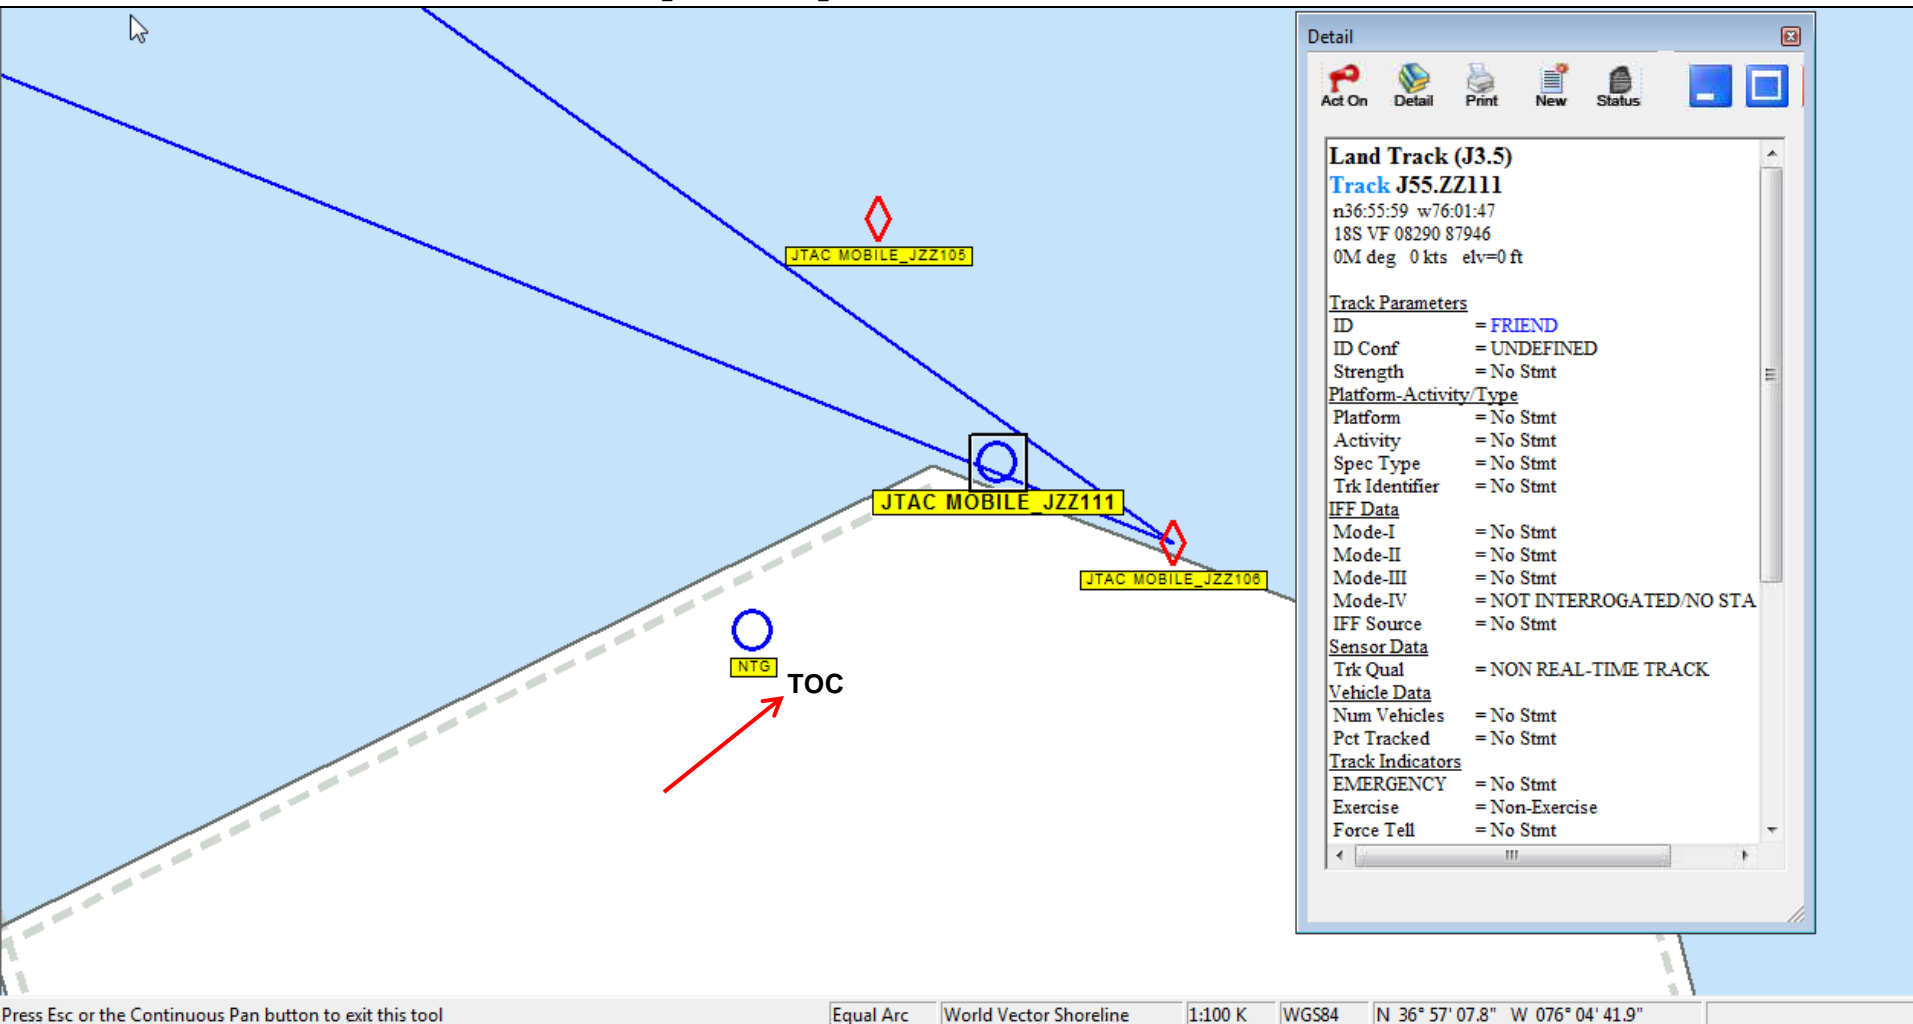 JTAC MOBILE_JZZ105
JTAC MOBILE_JZZ111
JTAC MOBILE_JZZ106
NTG
TOC
Detail
Act On Detail Print New Status
Land Track (J3.5)
Track J55.ZZ111
n36:55:59 w76:01:47
18S VF 08290 87946
0M deg 0 kts elv=0 ft
Track Parameters
ID = FRIEND
ID Conf = UNDEFINED
Strength = No Stmt
Platform-Activity/Type
Platform = No Stmt
Activity = No Stmt
Spec Type = No Stmt
Trk Identifier = No Stmt
IFF Data
Mode-I = No Stmt
Mode-II = No Stmt
Mode-III = No Stmt
Mode-IV = NOT INTERROGATED/NO STA
IFF Source = No Stmt
Sensor Data
Trk Qual = NON REAL-TIME TRACK
Vehicle Data
Num Vehicles = No Stmt
Pct Tracked = No Stmt
Track Indicators
EMERGENCY = No Stmt
Exercise = Non-Exercise
Force Tell = No Stmt
Press Esc or the Continuous Pan button to exit this tool Equal Arc World Vector Shoreline 1:100 K WGS84 N 36° 57' 07.8" W 076° 04' 41.9"